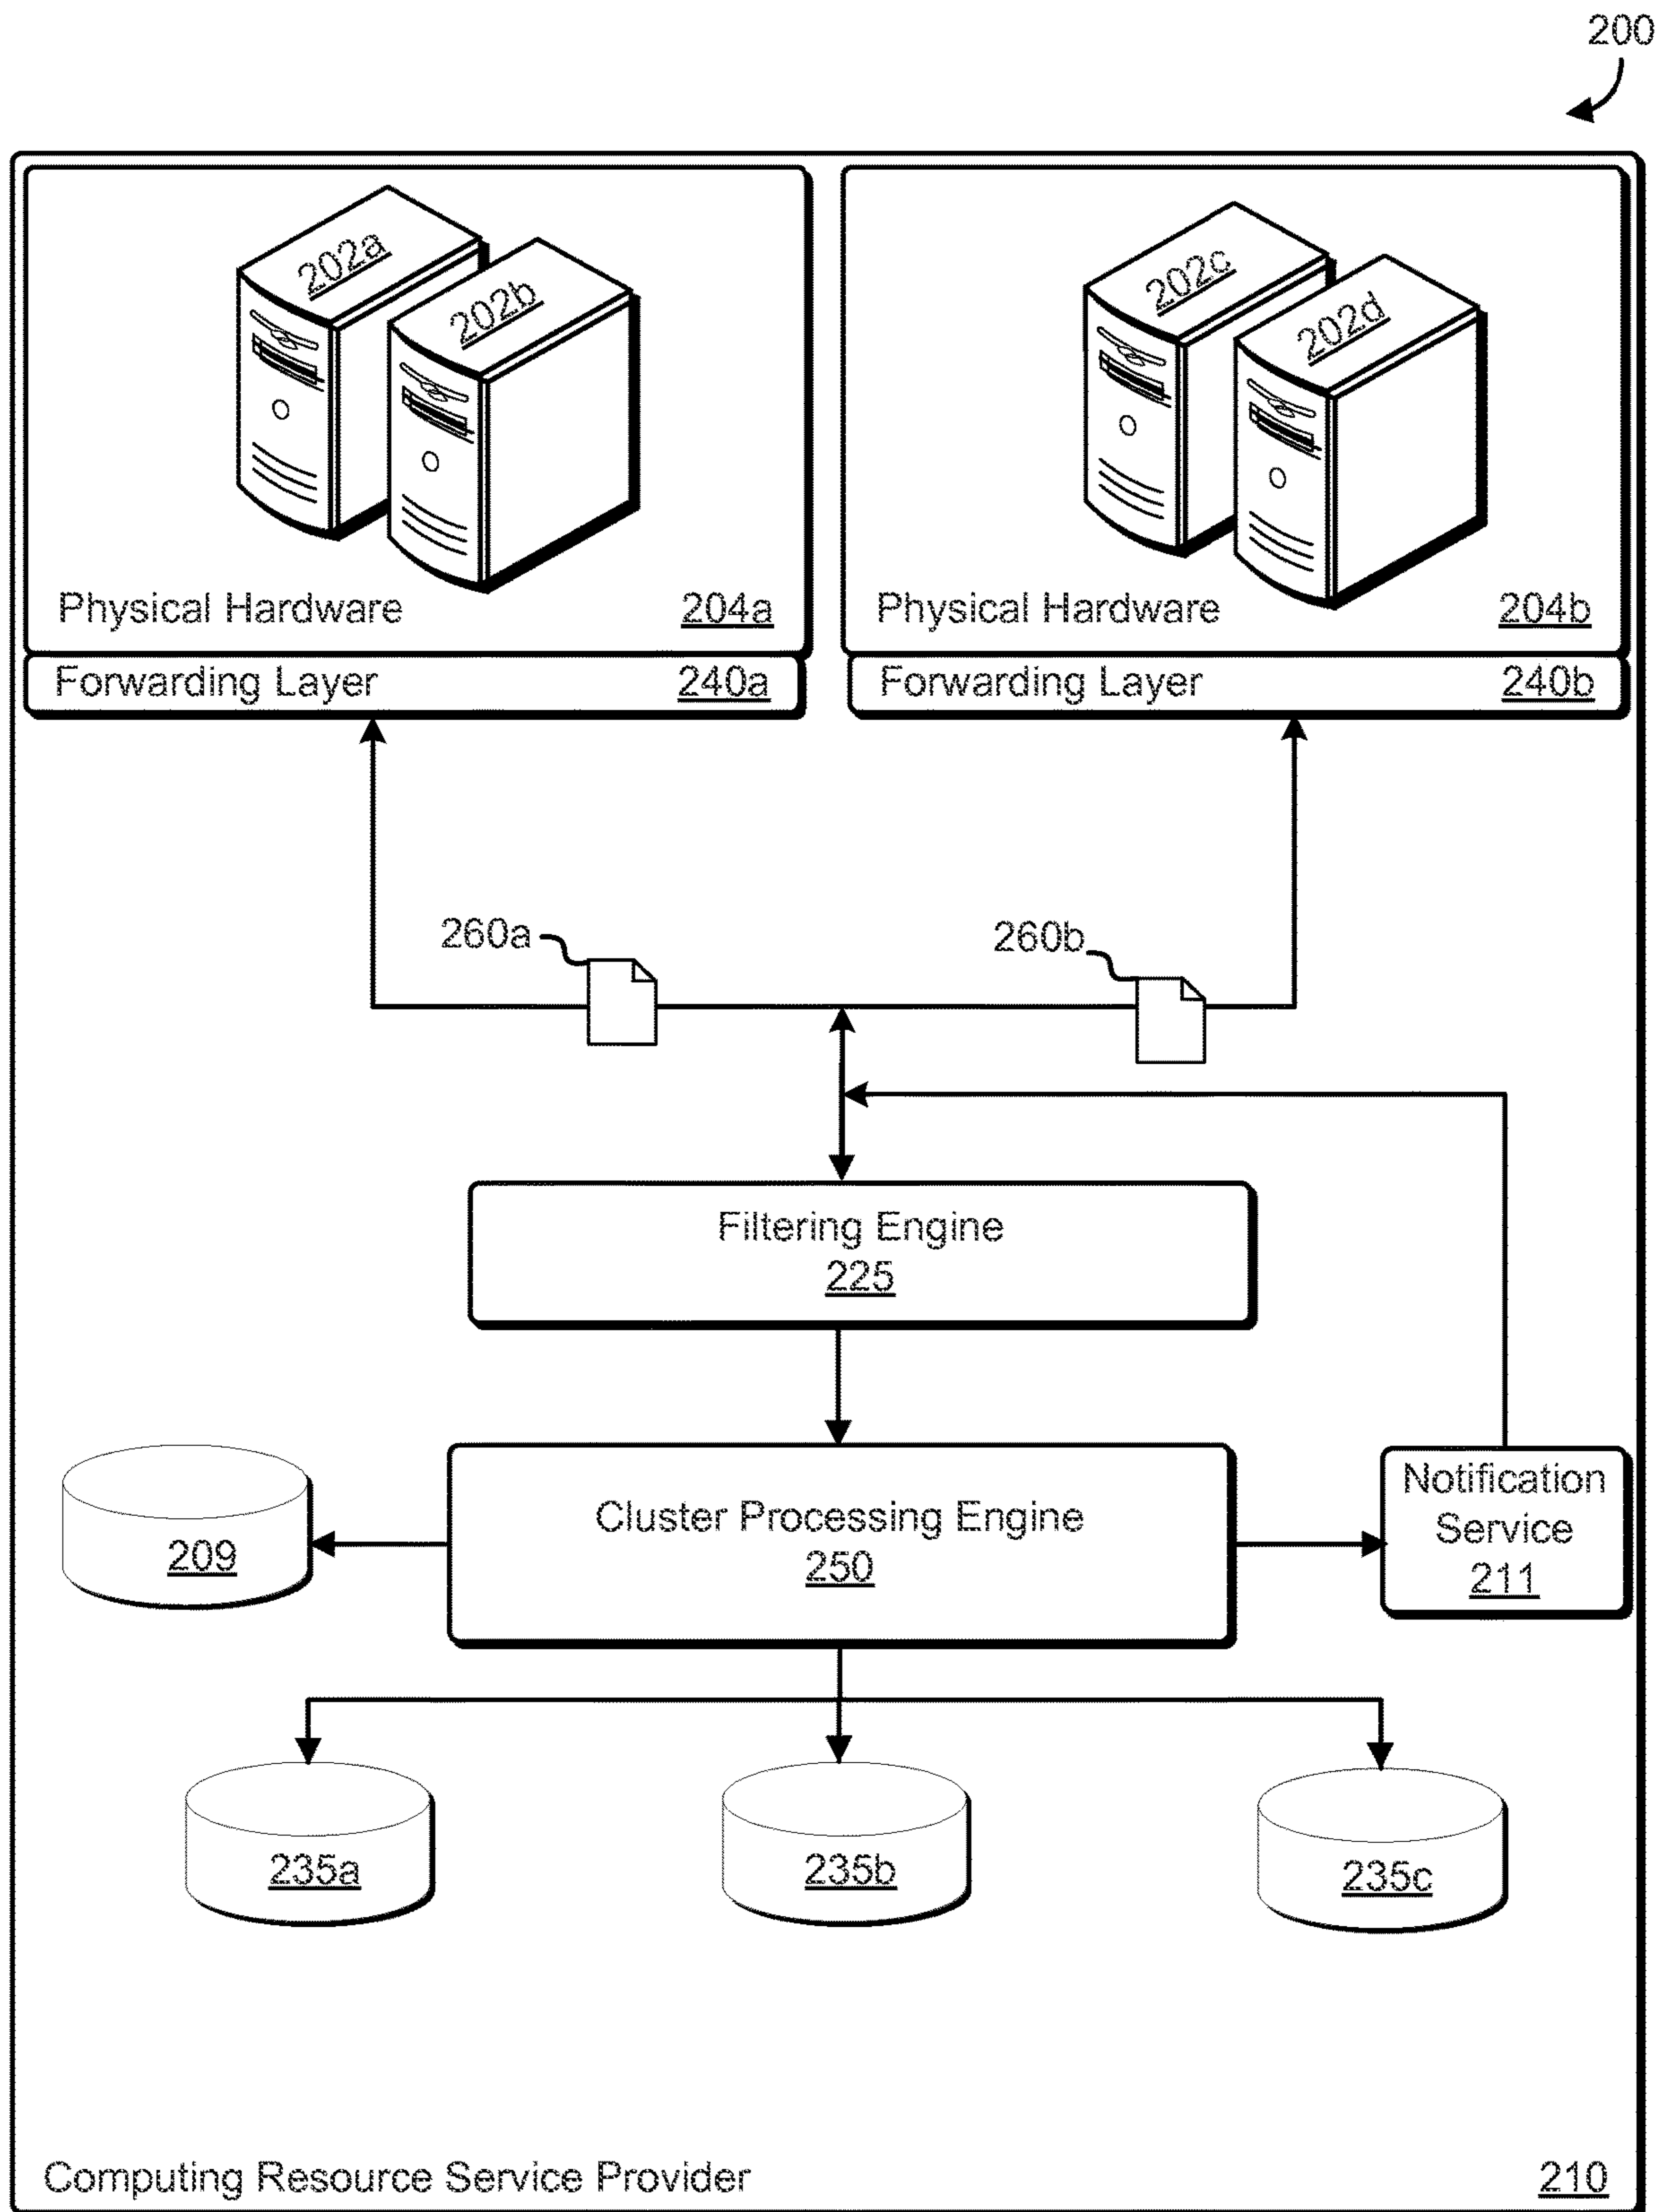 200
202a
202b
202c
202d
Physical Hardware 204a
Physical Hardware 204b
Forwarding Layer 240a
Forwarding Layer 240b
260a
260b
Filtering Engine
225
Cluster Processing Engine
250
209
Notification
Service
211
235a
235b
235c
Computing Resource Service Provider 210